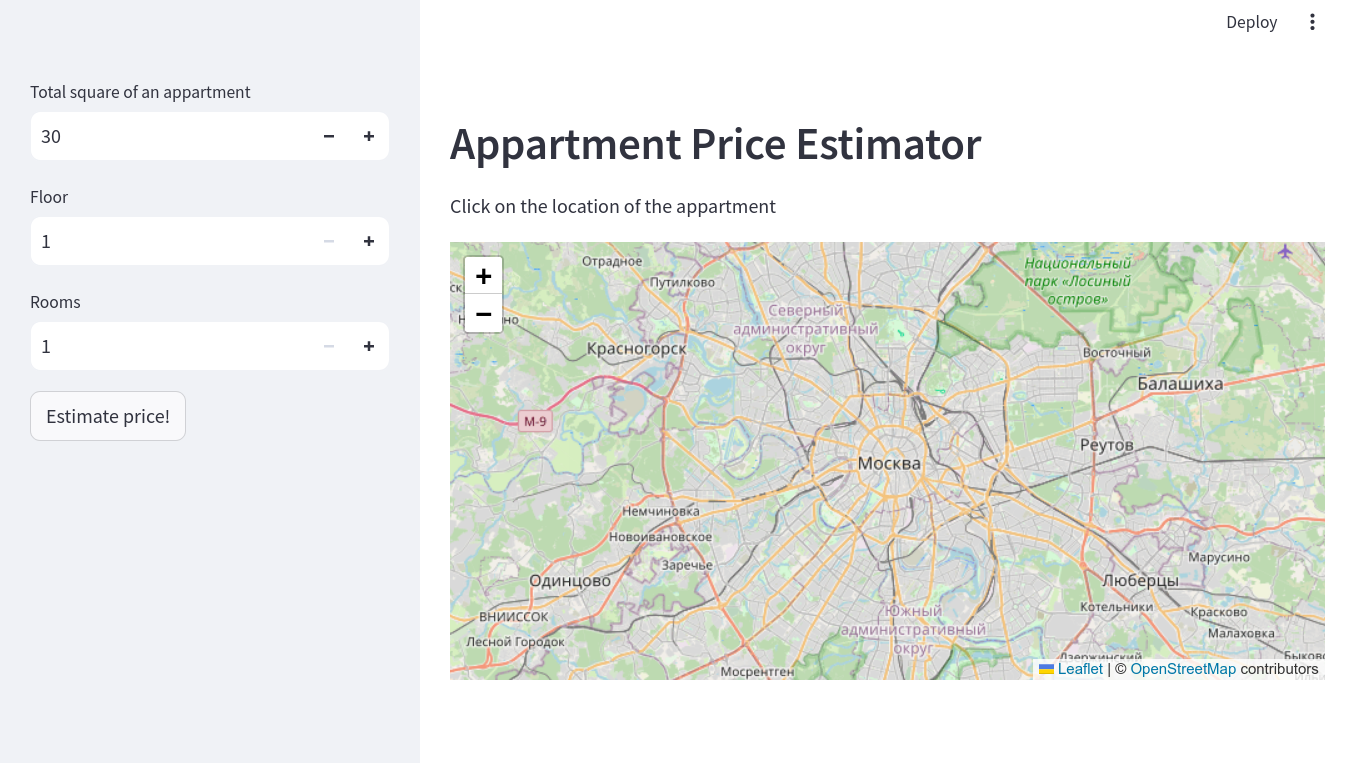 Deploy
Total square of an appartment
30
Floor
1
Rooms
1
Estimate price!
Appartment Price Estimator
Click on the location of the appartment
+
−
Отрадное
Путилково
Национальный
парк «Лосиный
остров»
Северный
административный
округ
Красногорск
Восточный
Балашиха
М-9
Реутов
Москва
Немчиновка
Новоивановское
Заречье
Марусино
Одинцово
Люберцы
ВНИИССОК
Южный
административный
округ
Котельники
Красково
Малаховка
Лесной Городок
Мосрентген
Дзержинский
Leaflet | © OpenStreetMap contributors